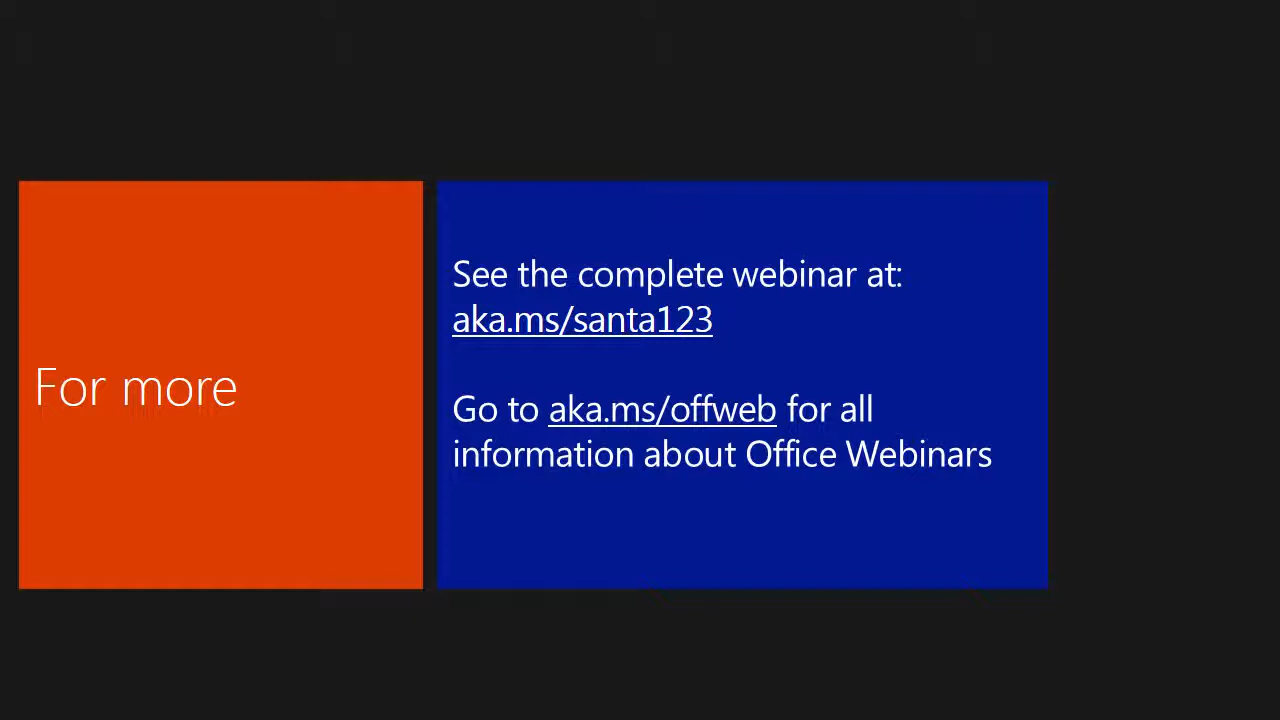 For more
See the complete webinar at:
aka.ms/santa123
Go to aka.ms/offweb for all
information about Office Webinars